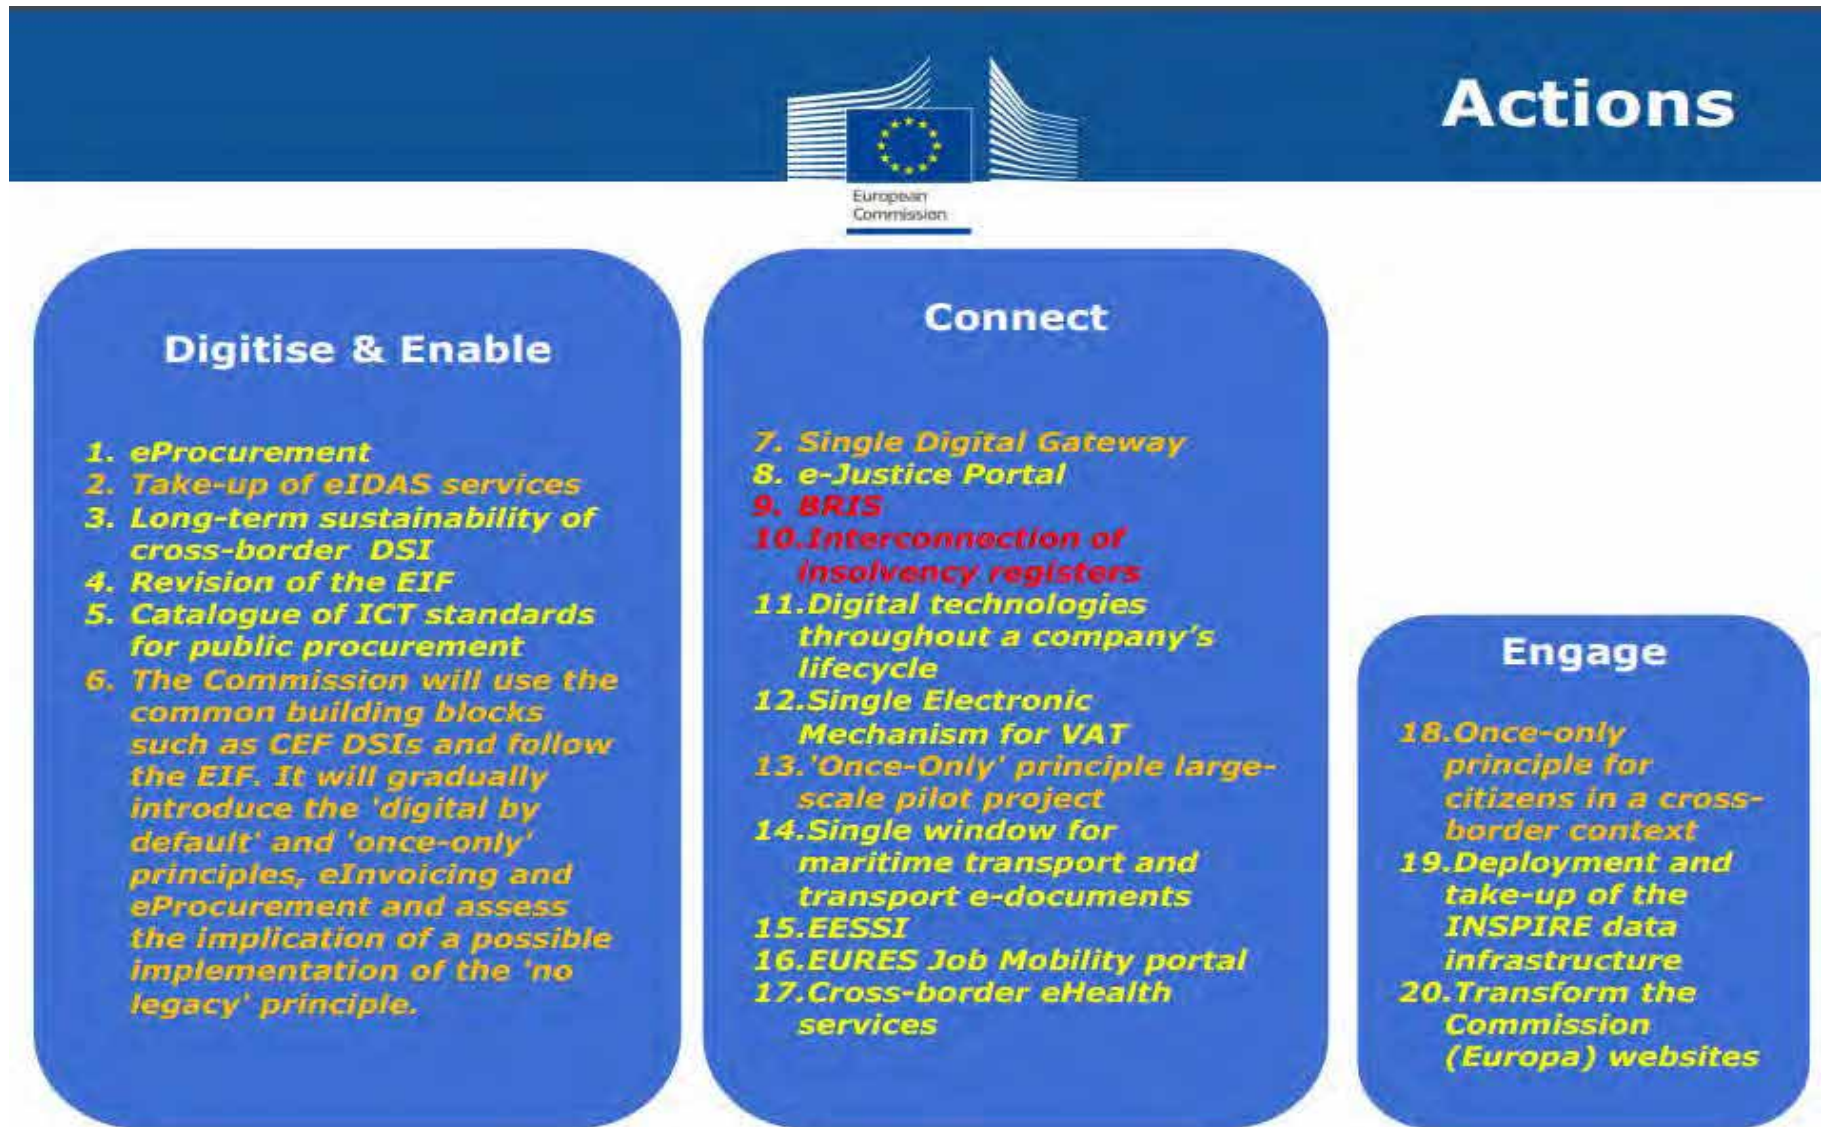 Actions
European
Commission
Digitise & Enable
1. eProcurement
2. Take-up of eIDAS services
3. Long-term sustainability of
cross-border DSI
4. Revision of the EIF
5. Catalogue of ICT standards
for public procurement
6. The Commission will use the
common building blocks
such as CEF DSIs and follow
the EIF. It will gradually
introduce the 'digital by
default' and 'once-only'
principles, eInvoicing and
eProcurement and assess
the implication of a possible
implementation of the 'no
legacy' principle.
Connect
7. Single Digital Gateway
8. e-Justice Portal
9. BRIS
10.Interconnection of
insolvency registers
11.Digital technologies
throughout a company's
lifecycle
12.Single Electronic
Mechanism for VAT
13.'Once-Only' principle large-
scale pilot project
14.Single window for
maritime transport and
transport e-documents
15.EESSI
16.EURES Job Mobility portal
17.Cross-border eHealth
services
Engage
18.Once-only
principle for
citizens in a cross-
border context
19.Deployment and
take-up of the
INSPIRE data
infrastructure
20.Transform the
Commission
(Europa) websites